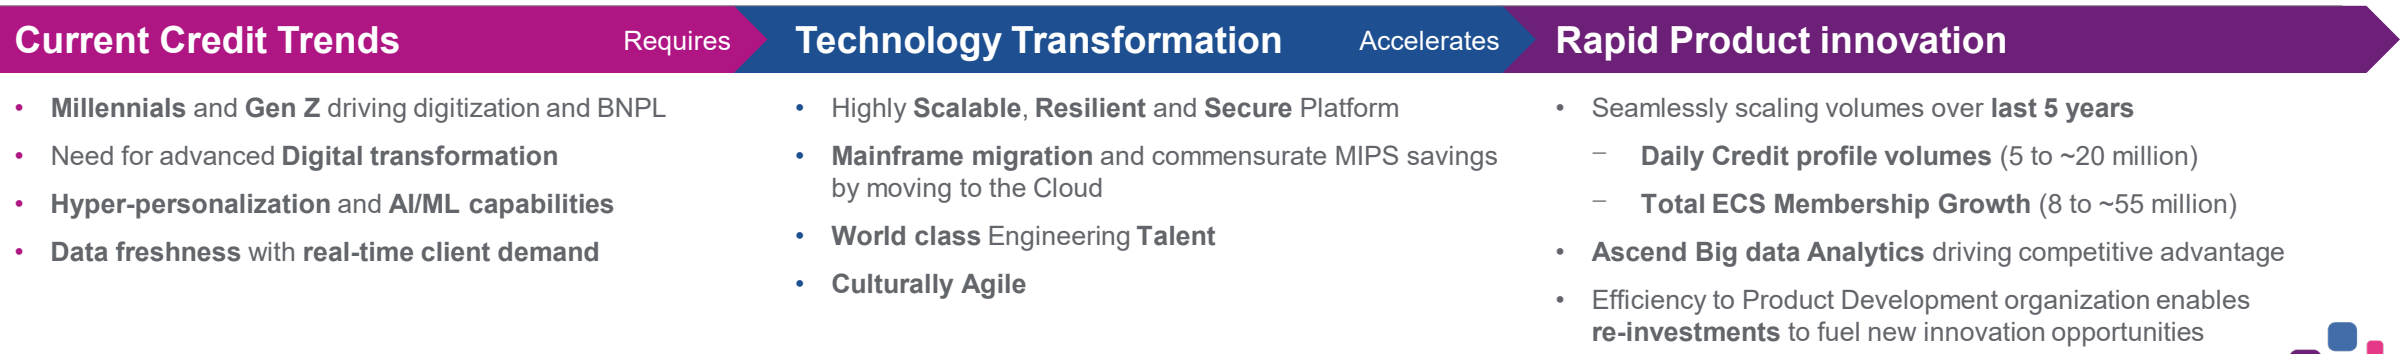 Current Credit Trends
Requires
Technology Transformation
Accelerates
Rapid Product innovation
• Millennials and Gen Z driving digitization and BNPL
• Need for advanced Digital transformation
• Hyper-personalization and AI/ML capabilities
• Data freshness with real-time client demand
• Highly Scalable, Resilient and Secure Platform
• Mainframe migration and commensurate MIPS savings
by moving to the Cloud
• World class Engineering Talent
• Culturally Agile
• Seamlessly scaling volumes over last 5 years
– Daily Credit profile volumes (5 to ~20 million)
– Total ECS Membership Growth (8 to ~55 million)
• Ascend Big data Analytics driving competitive advantage
• Efficiency to Product Development organization enables
re-investments to fuel new innovation opportunities